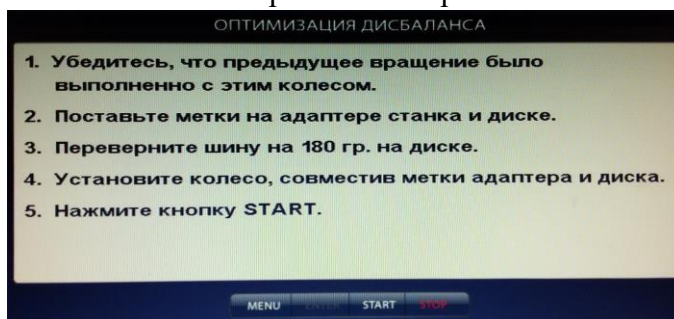 ОПТИМИЗАЦИЯ ДИСБАЛАНСА
1. Убедитесь, что предыдущее вращение было
выполненно с этим колесом.
2. Поставьте метки на адаптере станка и диске.
3. Переверните шину на 180 гр. на диске.
4. Установите колесо, совместив метки адаптера и диска.
5. Нажмите кнопку START.
MENU ENTER START STOP